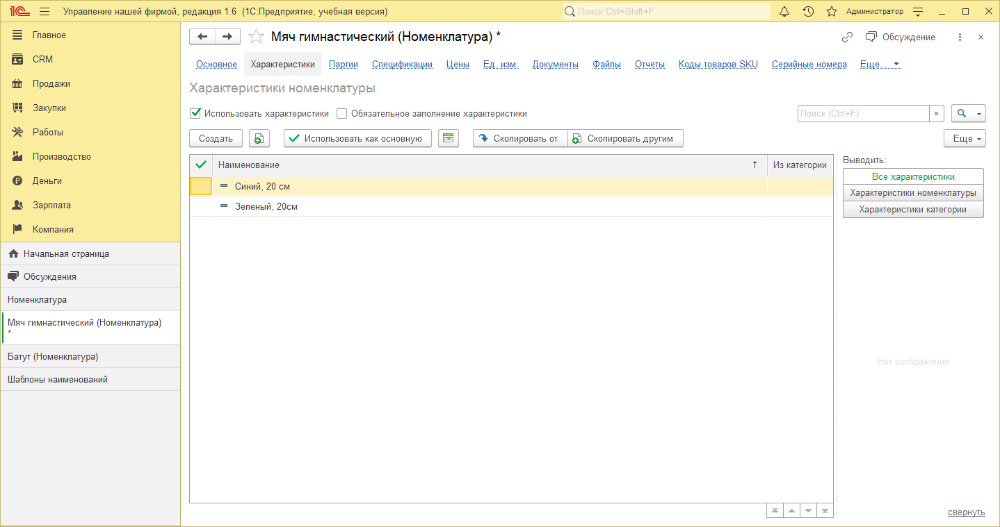 1С Управление нашей фирмой, редакция 1.6 (1С:Предприятие, учебная версия)
Поиск Ctrl+Shift+F
Администратор
Главное
CRM
Продажи
Закупки
Работы
Производство
Деньги
Зарплата
Компания
Начальная страница
Обсуждения
Номенклатура
Мяч гимнастический (Номенклатура)
*
Батут (Номенклатура)
Шаблоны наименований
Мяч гимнастический (Номенклатура) *
Обсуждение
Основное Характеристики Партии Спецификации Цены Ед. изм. Документы Файлы Отчеты Коды товаров SKU Серийные номера Еще...
Характеристики номенклатуры
Использовать характеристики Обязательное заполнение характеристики
Поиск (Ctrl+F) ×
Создать Использовать как основную Скопировать от Скопировать другим Еще
Наименование ↑ Из категории
Синий, 20 см
Зеленый, 20см
Выводить:
Все характеристики
Характеристики номенклатуры
Характеристики категории
Нет изображения
свернуть